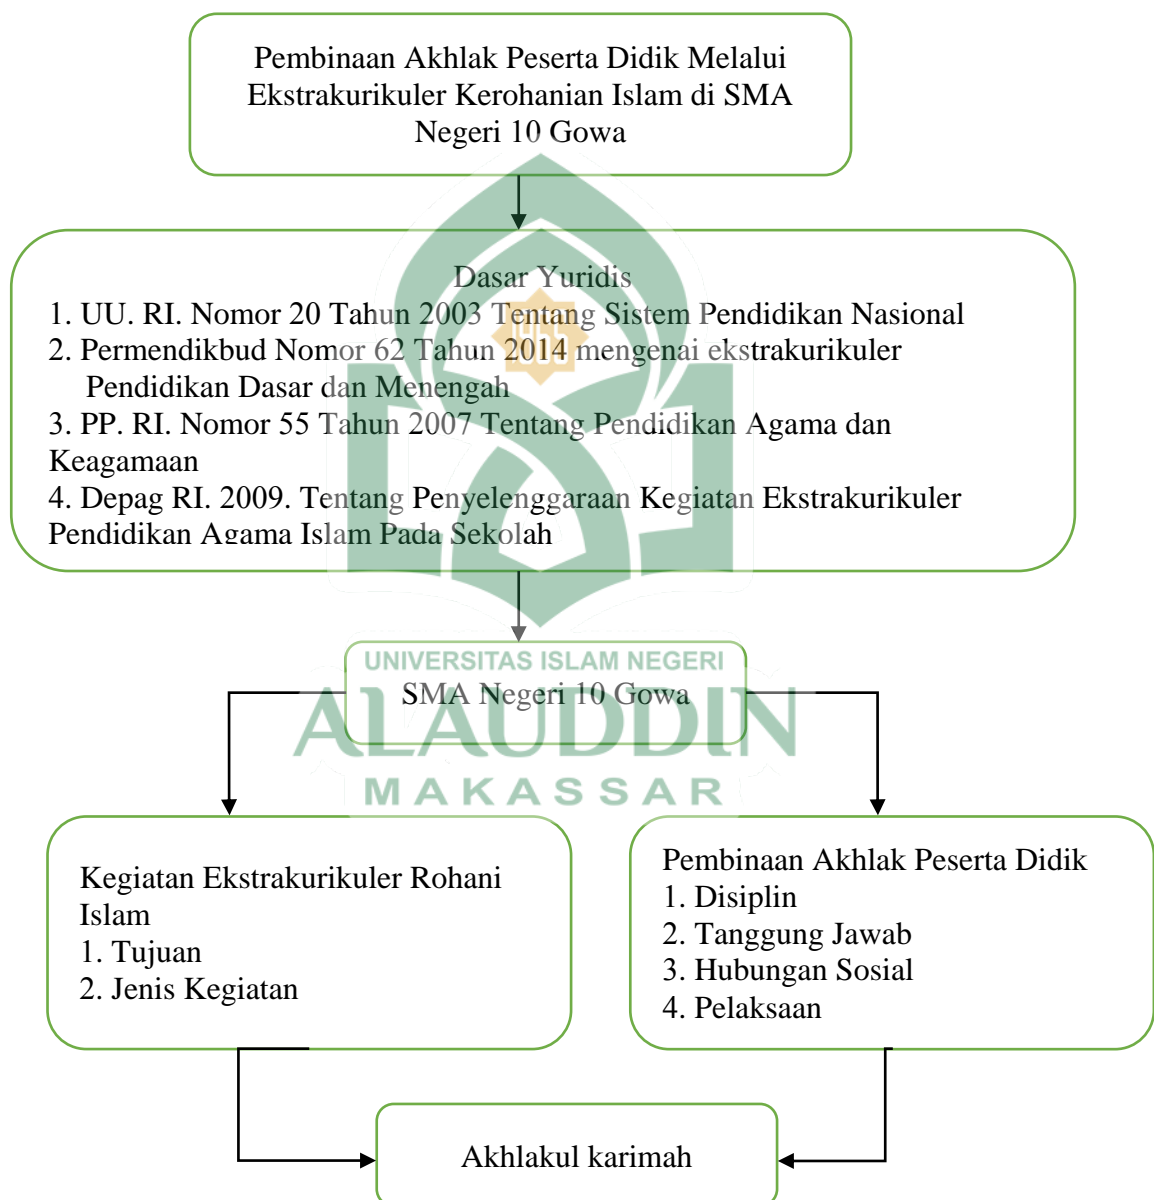 Pembinaan Akhlak Peserta Didik Melalui
Ekstrakurikuler Kerohanian Islam di SMA
Negeri 10 Gowa
Dasar Yuridis
1. UU. RI. Nomor 20 Tahun 2003 Tentang Sistem Pendidikan Nasional
2. Permendikbud Nomor 62 Tahun 2014 mengenai ekstrakurikuler
Pendidikan Dasar dan Menengah
3. PP. RI. Nomor 55 Tahun 2007 Tentang Pendidikan Agama dan
Keagamaan
4. Depag RI. 2009. Tentang Penyelenggaraan Kegiatan Ekstrakurikuler
Pendidikan Agama Islam Pada Sekolah
1965
UNIVERSITAS ISLAM NEGERI
SMA Negeri 10 Gowa
ALAUDDIN
MAKASSAR
Kegiatan Ekstrakurikuler Rohani
Islam
1. Tujuan
2. Jenis Kegiatan
Pembinaan Akhlak Peserta Didik
1. Disiplin
2. Tanggung Jawab
3. Hubungan Sosial
4. Pelaksaan
Akhlakul karimah